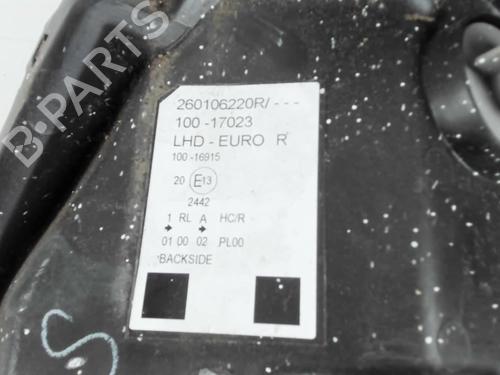 260106220R/ - - -
100 -17023
LHD - EURO R
100 -16915
20 E13
2442
1 RL A HC/R
01 00 02 PL00
BACKSIDE
S
B PARTS